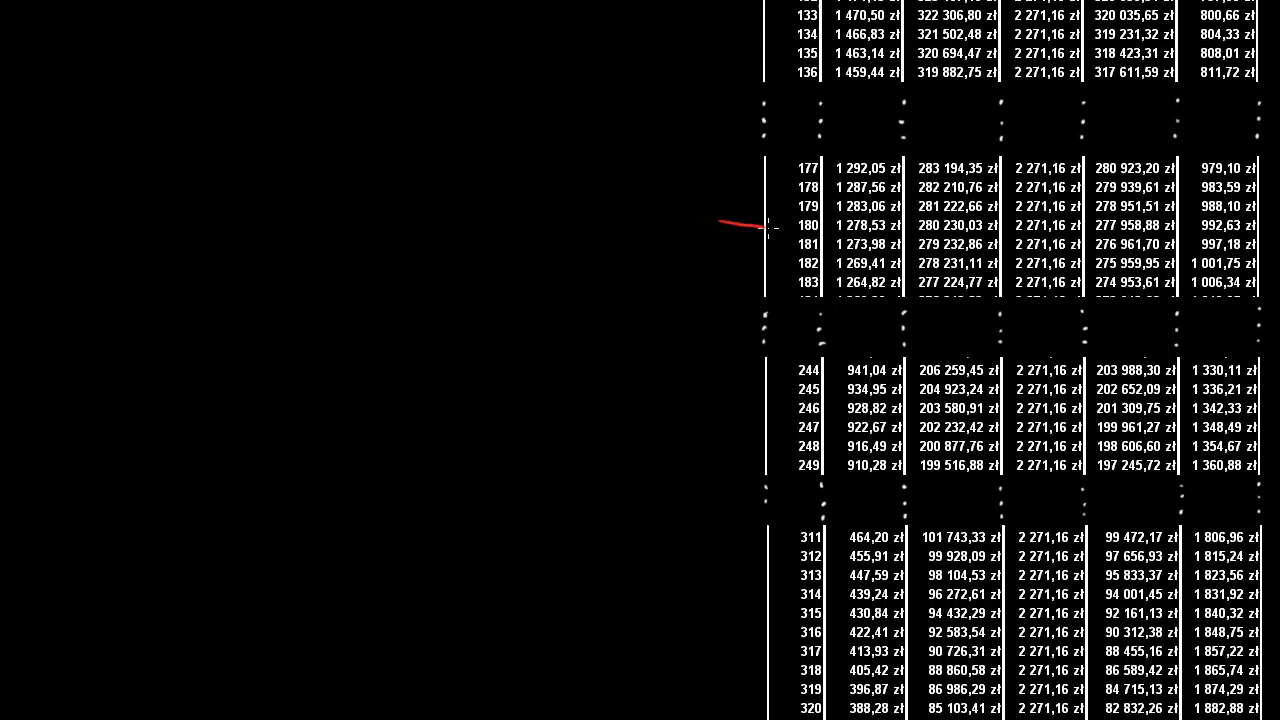 133 1 470,50 zł 322 306,80 zł 2 271,16 zł 320 035,65 zł 800,66 zł
134 1 466,83 zł 321 502,48 zł 2 271,16 zł 319 231,32 zł 804,33 zł
135 1 463,14 zł 320 694,47 zł 2 271,16 zł 318 423,31 zł 808,01 zł
136 1 459,44 zł 319 882,75 zł 2 271,16 zł 317 611,59 zł 811,72 zł
177 1 292,05 zł 283 194,35 zł 2 271,16 zł 280 923,20 zł 979,10 zł
178 1 287,56 zł 282 210,76 zł 2 271,16 zł 279 939,61 zł 983,59 zł
179 1 283,06 zł 281 222,66 zł 2 271,16 zł 278 951,51 zł 988,10 zł
180 1 278,53 zł 280 230,03 zł 2 271,16 zł 277 958,88 zł 992,63 zł
181 1 273,98 zł 279 232,86 zł 2 271,16 zł 276 961,70 zł 997,18 zł
182 1 269,41 zł 278 231,11 zł 2 271,16 zł 275 959,95 zł 1 001,75 zł
183 1 264,82 zł 277 224,77 zł 2 271,16 zł 274 953,61 zł 1 006,34 zł
244 941,04 zł 206 259,45 zł 2 271,16 zł 203 988,30 zł 1 330,11 zł
245 934,95 zł 204 923,24 zł 2 271,16 zł 202 652,09 zł 1 336,21 zł
246 928,82 zł 203 580,91 zł 2 271,16 zł 201 309,75 zł 1 342,33 zł
247 922,67 zł 202 232,42 zł 2 271,16 zł 199 961,27 zł 1 348,49 zł
248 916,49 zł 200 877,76 zł 2 271,16 zł 198 606,60 zł 1 354,67 zł
249 910,28 zł 199 516,88 zł 2 271,16 zł 197 245,72 zł 1 360,88 zł
311 464,20 zł 101 743,33 zł 2 271,16 zł 99 472,17 zł 1 806,96 zł
312 455,91 zł 99 928,09 zł 2 271,16 zł 97 656,93 zł 1 815,24 zł
313 447,59 zł 98 104,53 zł 2 271,16 zł 95 833,37 zł 1 823,56 zł
314 439,24 zł 96 272,61 zł 2 271,16 zł 94 001,45 zł 1 831,92 zł
315 430,84 zł 94 432,29 zł 2 271,16 zł 92 161,13 zł 1 840,32 zł
316 422,41 zł 92 583,54 zł 2 271,16 zł 90 312,38 zł 1 848,75 zł
317 413,93 zł 90 726,31 zł 2 271,16 zł 88 455,16 zł 1 857,22 zł
318 405,42 zł 88 860,58 zł 2 271,16 zł 86 589,42 zł 1 865,74 zł
319 396,87 zł 86 986,29 zł 2 271,16 zł 84 715,13 zł 1 874,29 zł
320 388,28 zł 85 103,41 zł 2 271,16 zł 82 832,26 zł 1 882,88 zł